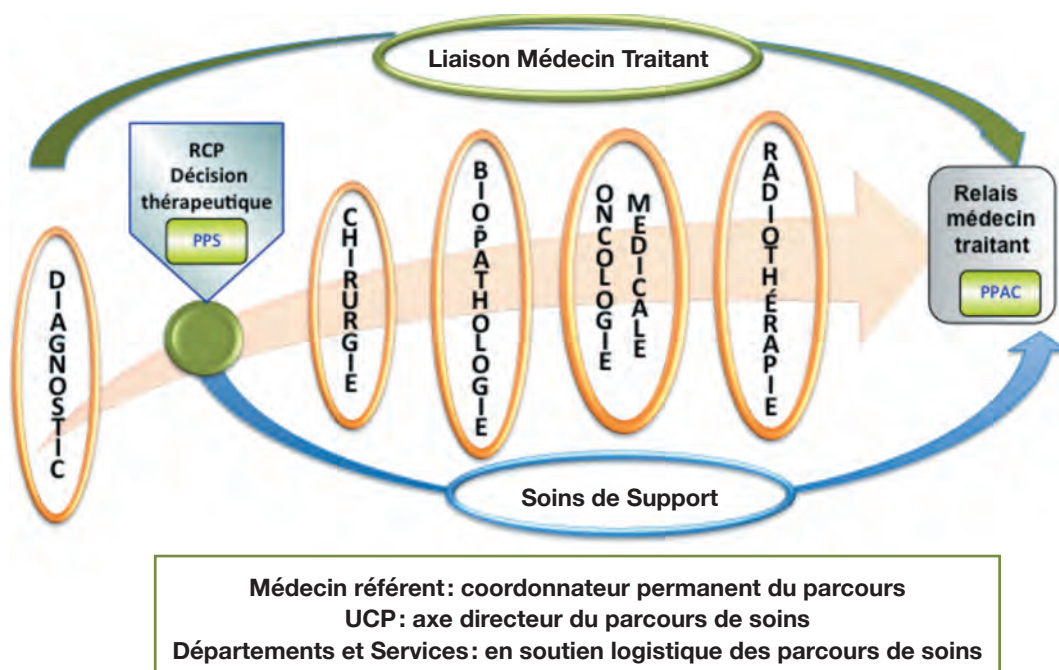 Liaison Médecin Traitant
RCP
Décision
thérapeutique
PPS
DIAGNOSTIC
CHIRURGIE
BIOPATHOLOGIE
ONCOLOGIE
MEDICALE
RADIOTHÉRAPIE
Relais
médecin
traitant
PPAC
Soins de Support
Médecin référent : coordonnateur permanent du parcours
UCP : axe directeur du parcours de soins
Départements et Services : en soutien logistique des parcours de soins